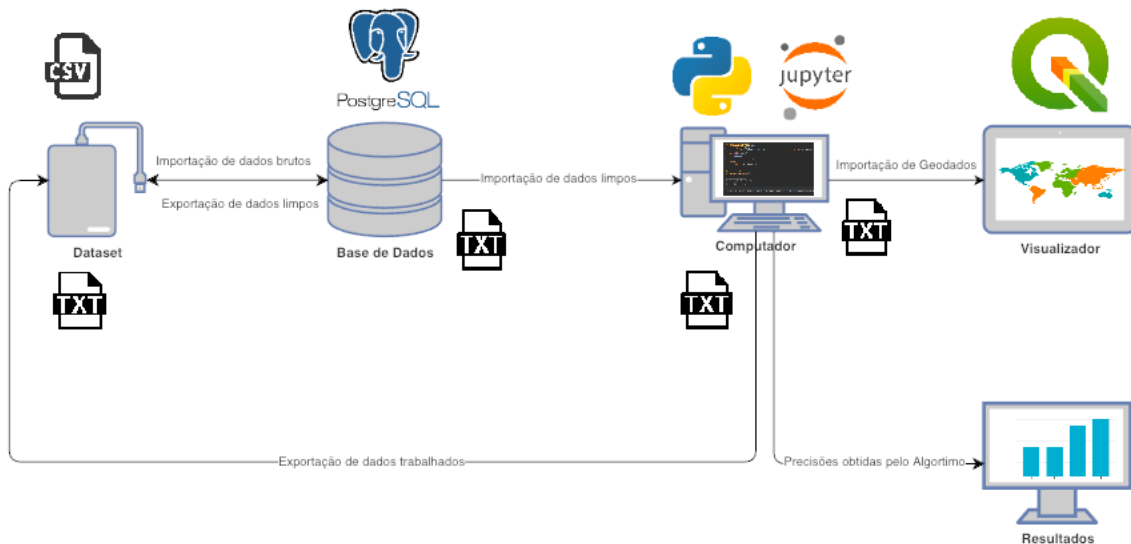 CSV
PostgreSQL
jupyter
Importação de dados brutos
Exportação de dados limpos
Importação de dados limpos
Importação de Geodados
Dataset
Base de Dados
Computador
Visualizador
TXT
TXT
TXT
TXT
Exportação de dados trabalhados
Precisões obtidas pelo Algortimo
Resultados